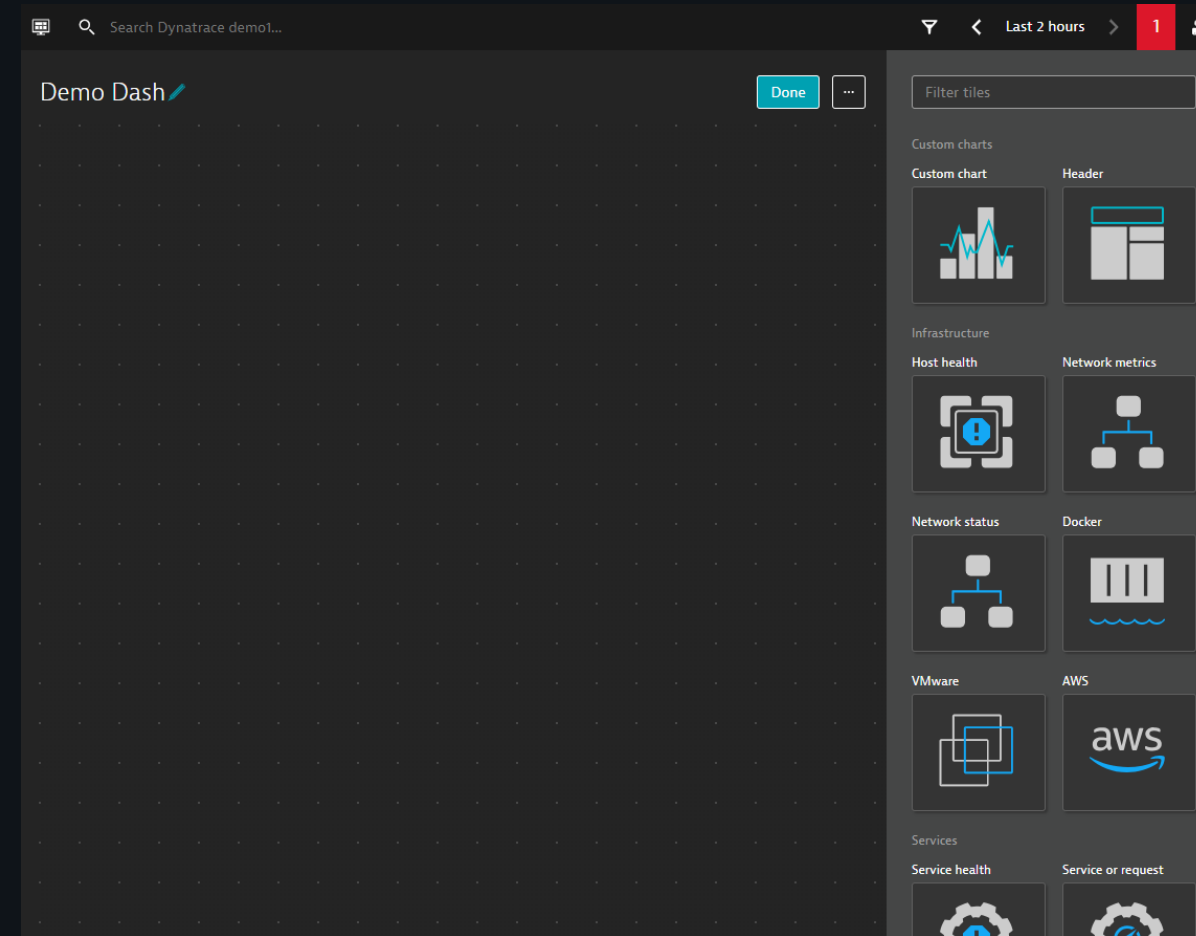 Search Dynatrace demo1...
Last 2 hours
1
Demo Dash
Done
...
Filter tiles
Custom charts
Custom chart
Header
Infrastructure
Host health
Network metrics
Network status
Docker
VMware
AWS
aws
Services
Service health
Service or request